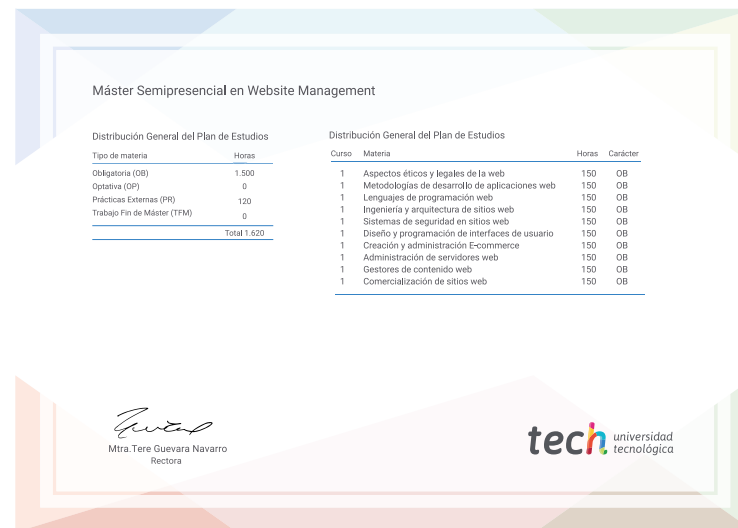 Máster Semipresencial en Website Management
Distribución General del Plan de Estudios
Tipo de materia Horas
Obligatoria (OB) 1.500
Optativa (OP) 0
Prácticas Externas (PR) 120
Trabajo Fin de Máster (TFM) 0
Total 1.620
Distribución General del Plan de Estudios
Curso Materia Horas Carácter
1 Aspectos éticos y legales de la web 150 OB
1 Metodologías de desarrollo de aplicaciones web 150 OB
1 Lenguajes de programación web 150 OB
1 Ingeniería y arquitectura de sitios web 150 OB
1 Sistemas de seguridad en sitios web 150 OB
1 Diseño y programación de interfaces de usuario 150 OB
1 Creación y administración E-commerce 150 OB
1 Administración de servidores web 150 OB
1 Gestores de contenido web 150 OB
1 Comercialización de sitios web 150 OB
Mtra.Tere Guevara Navarro
Rectora
tech universidad
tecnológica